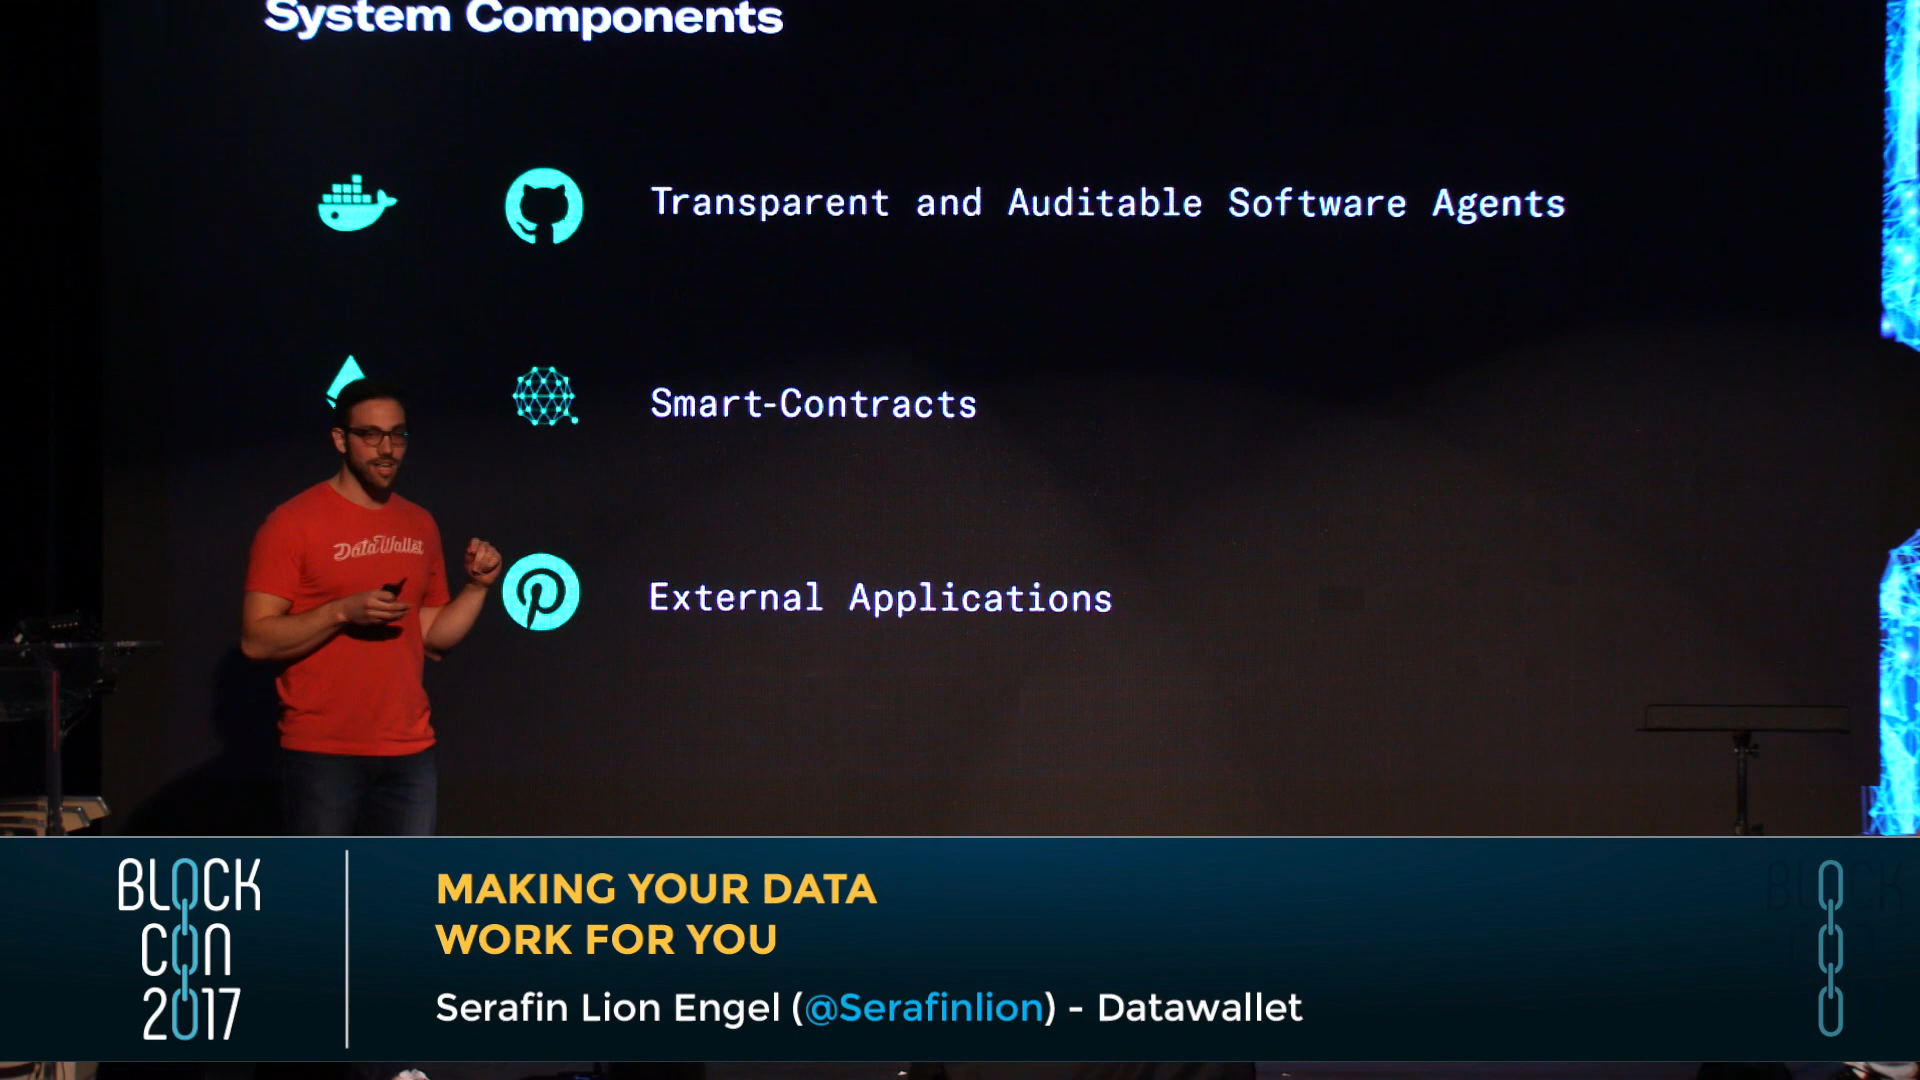 System Components
Transparent and Auditable Software Agents
Smart-Contracts
External Applications
DataWallet
BLOCK
CON
2017
MAKING YOUR DATA
WORK FOR YOU
Serafin Lion Engel (@Serafinlion) - Datawallet
BLOCK